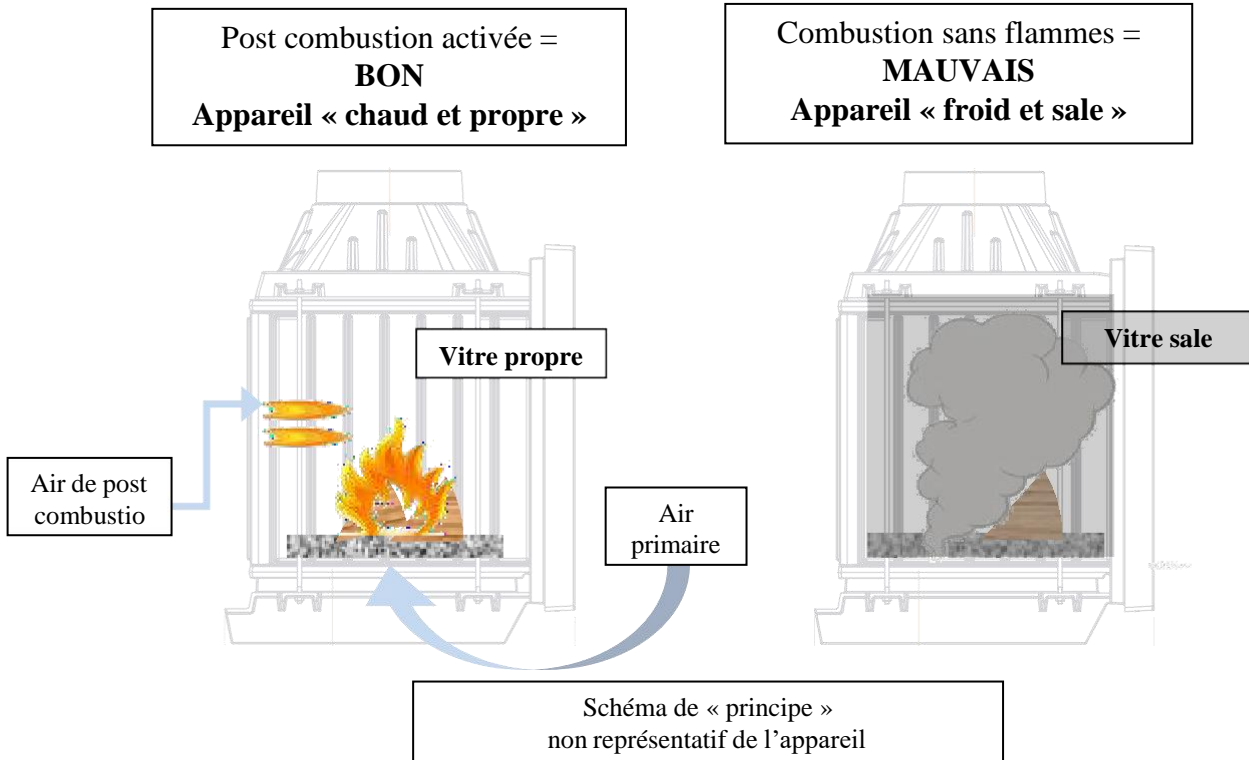 Post combustion activée =
BON
Appareil « chaud et propre »
Combustion sans flammes =
MAUVAIS
Appareil « froid et sale »
Vitre propre
Vitre sale
Air de post
combustio
Air
primaire
Schéma de « principe »
non représentatif de l’appareil